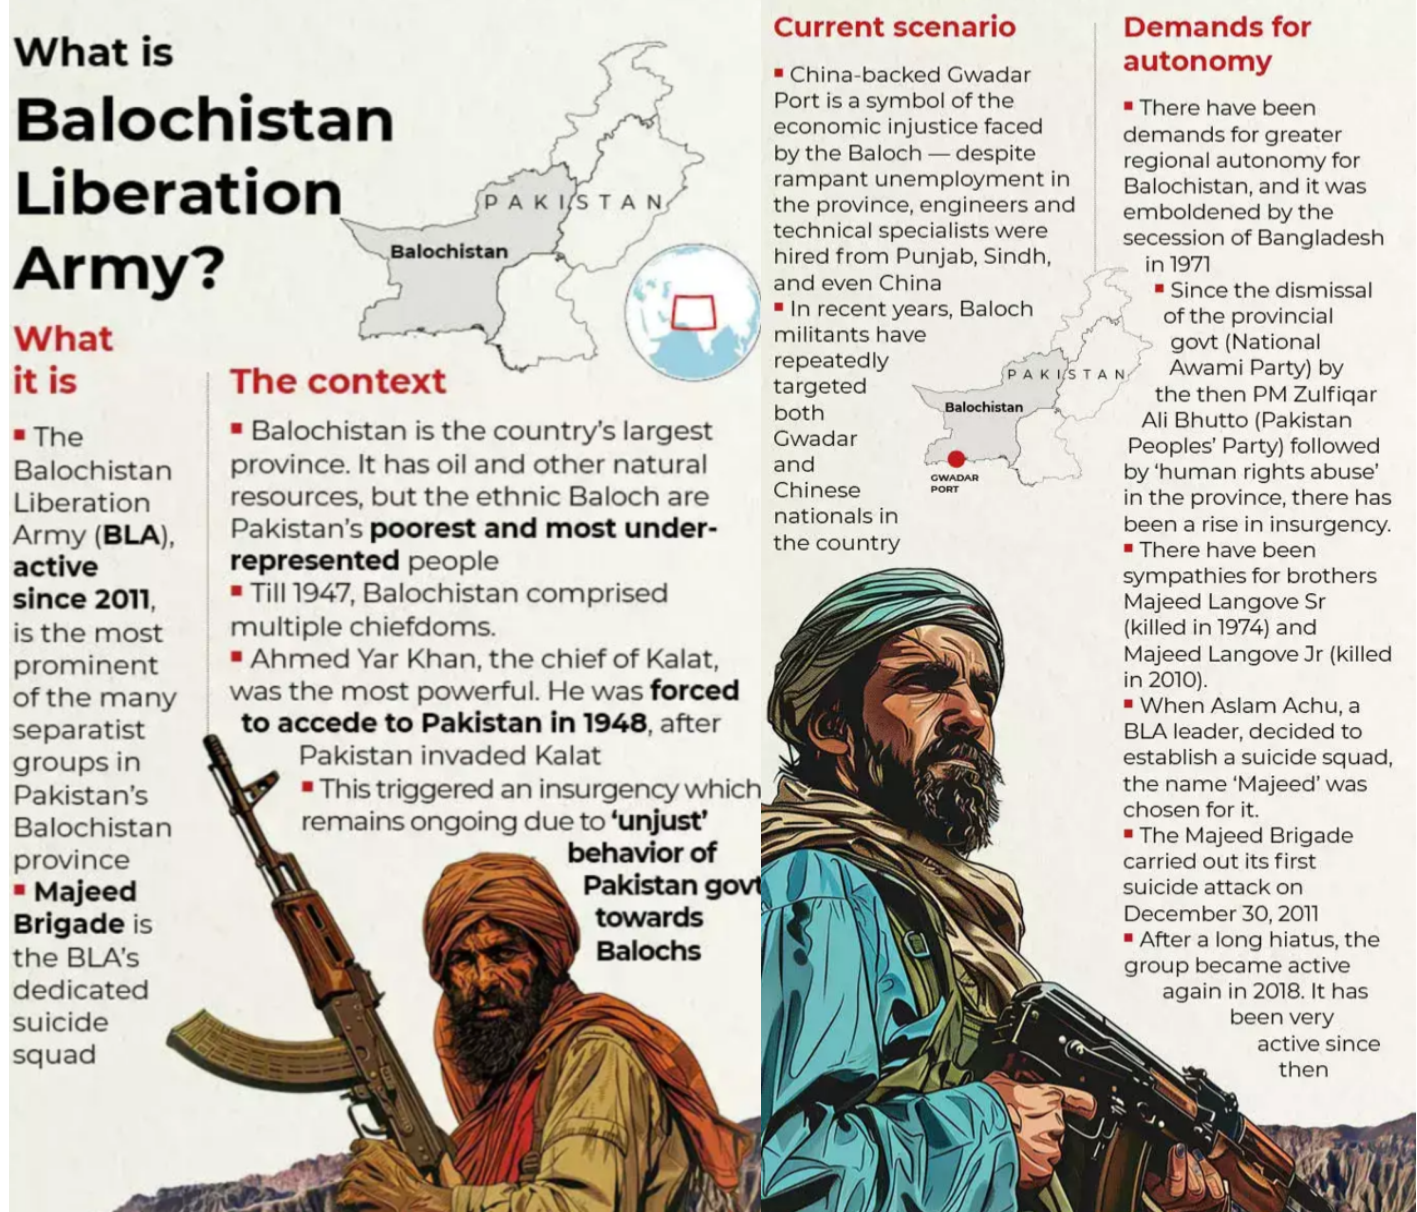 What is
Balochistan
Liberation
Army?
PAKISTAN
Balochistan
What
it is
▪ The
Balochistan
Liberation
Army (BLA),
active
since 2011,
is the most
prominent
of the many
separatist
groups in
Pakistan's
Balochistan
province
▪ Majeed
Brigade is
the BLA's
dedicated
suicide
squad
The context
▪ Balochistan is the country's largest
province. It has oil and other natural
resources, but the ethnic Baloch are
Pakistan's poorest and most under-
represented people
▪ Till 1947, Balochistan comprised
multiple chiefdoms.
▪ Ahmed Yar Khan, the chief of Kalat,
was the most powerful. He was forced
to accede to Pakistan in 1948, after
Pakistan invaded Kalat
▪ This triggered an insurgency which
remains ongoing due to 'unjust'
behavior of
Pakistan govt
towards
Balochs
Current scenario
▪ China-backed Gwadar
Port is a symbol of the
economic injustice faced
by the Baloch — despite
rampant unemployment in
the province, engineers and
technical specialists were
hired from Punjab, Sindh,
and even China
▪ In recent years, Baloch
militants have
repeatedly
targeted
both
Gwadar
and
Chinese
nationals in
the country
PAKISTAN
Balochistan
GWADAR
PORT
Demands for
autonomy
▪ There have been
demands for greater
regional autonomy for
Balochistan, and it was
emboldened by the
secession of Bangladesh
in 1971
▪ Since the dismissal
of the provincial
govt (National
Awami Party) by
the then PM Zulfiqar
Ali Bhutto (Pakistan
Peoples' Party) followed
by 'human rights abuse'
in the province, there has
been a rise in insurgency.
▪ There have been
sympathies for brothers
Majeed Langove Sr
(killed in 1974) and
Majeed Langove Jr (killed
in 2010).
▪ When Aslam Achu, a
BLA leader, decided to
establish a suicide squad,
the name 'Majeed' was
chosen for it.
▪ The Majeed Brigade
carried out its first
suicide attack on
December 30, 2011
▪ After a long hiatus, the
group became active
again in 2018. It has
been very
active since
then